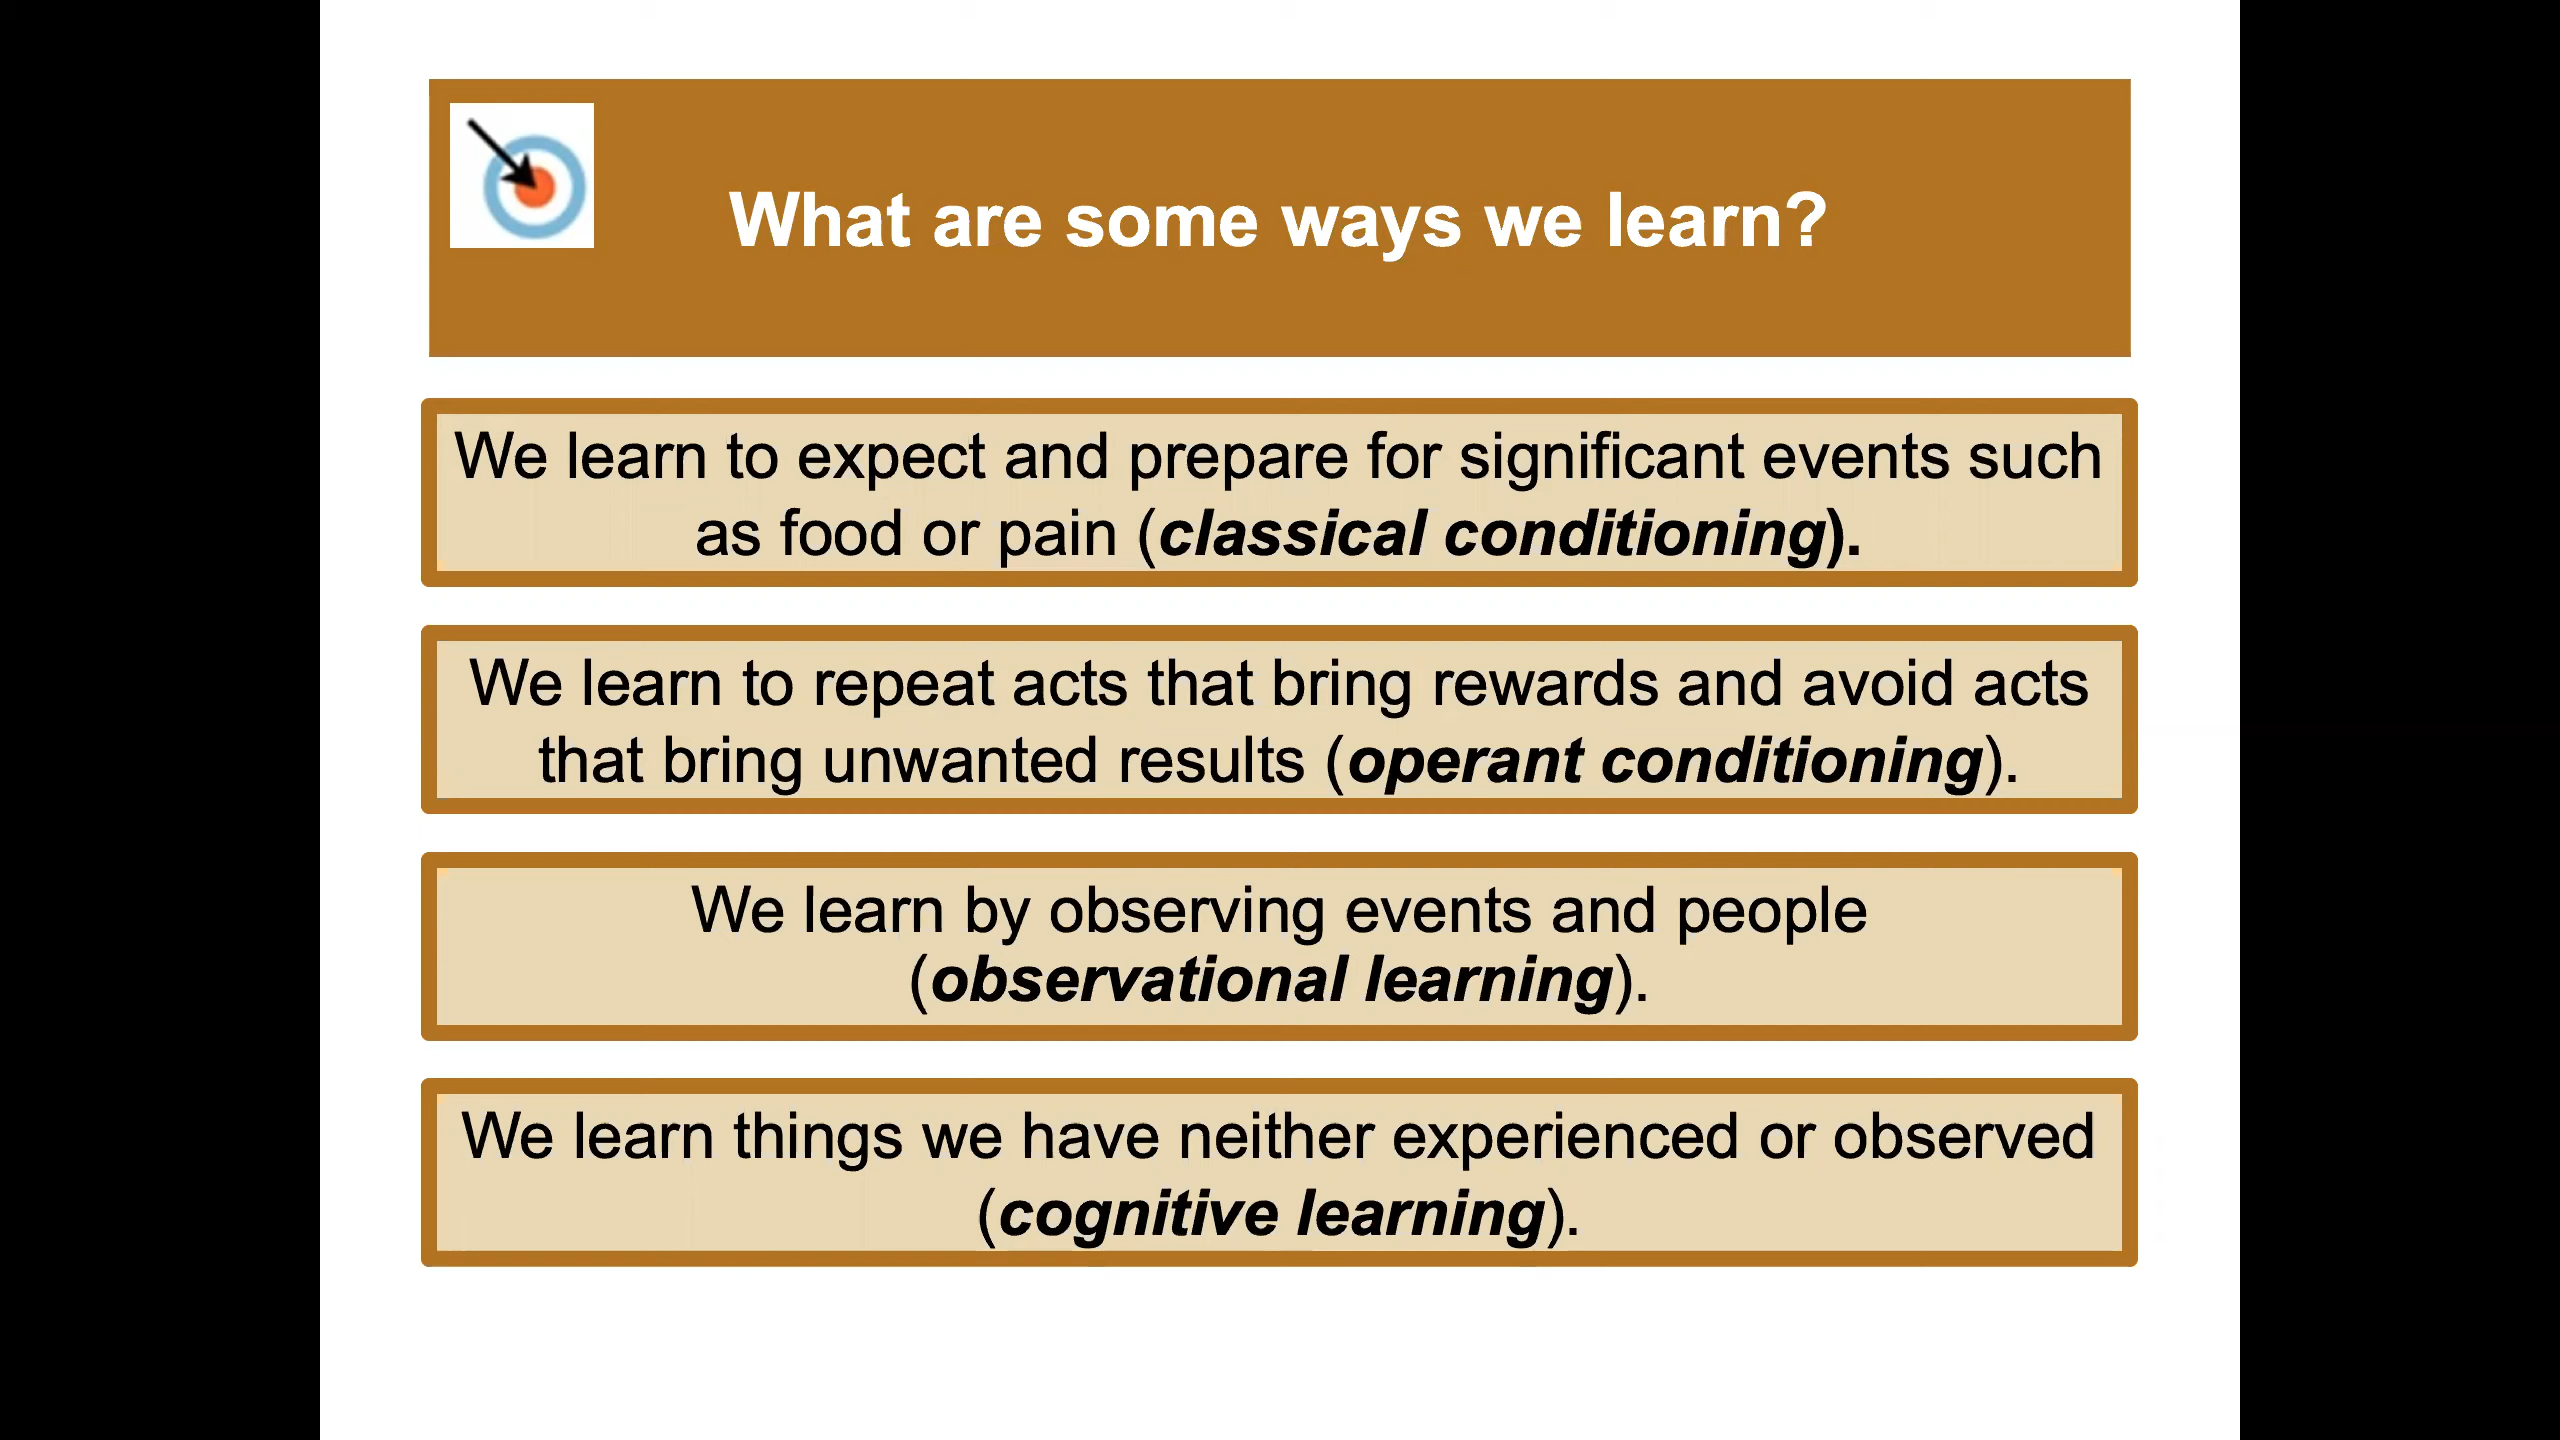 What are some ways we learn?
We learn to expect and prepare for significant events such
as food or pain (classical conditioning).
We learn to repeat acts that bring rewards and avoid acts
that bring unwanted results (operant conditioning).
We learn by observing events and people
(observational learning).
We learn things we have neither experienced or observed
(cognitive learning).